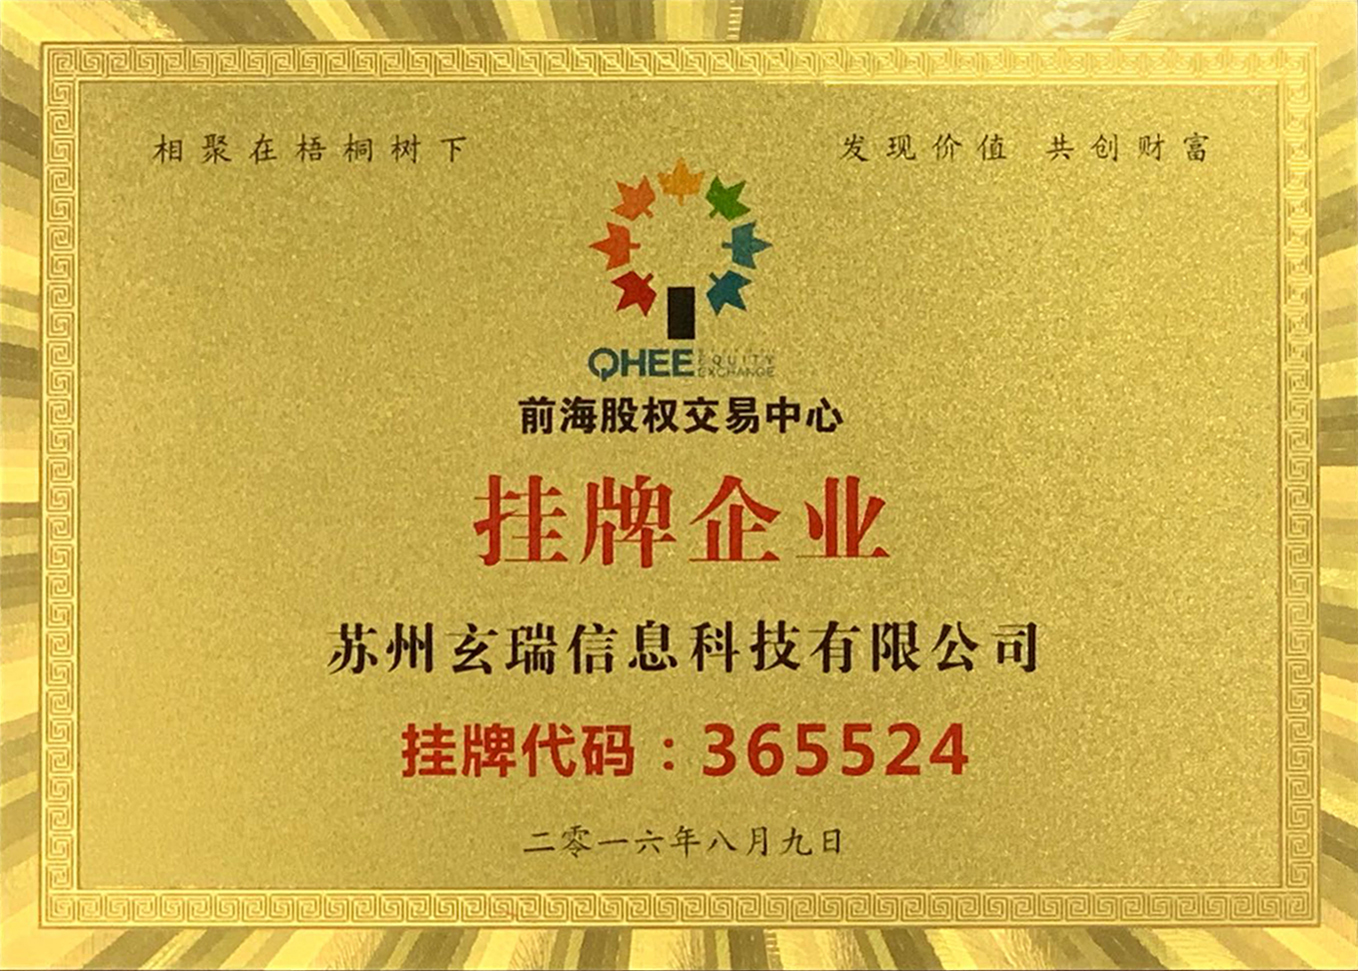 相聚在梧桐树下
发现价值 共创财富
QHEE
EQUITY
EXCHANGE
前海股权交易中心
挂牌企业
苏州玄瑞信息科技有限公司
挂牌代码：365524
二零一六年八月九日